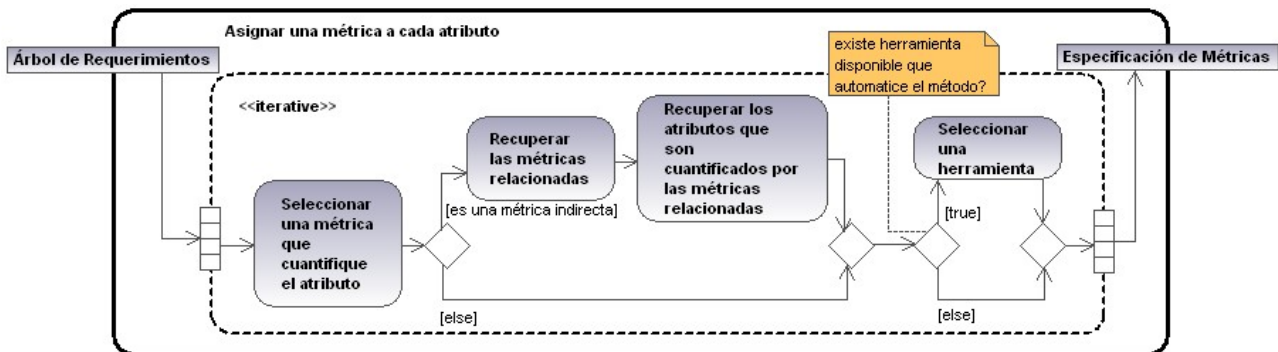 Asignar una métrica a cada atributo
Árbol de Requerimientos
<<iterative>>
Seleccionar
una métrica
que
cuantifique
el atributo
Recuperar
las métricas
relacionadas
[es una métrica indirecta]
[else]
Recuperar los
atributos que
son
cuantificados por
las métricas
relacionadas
existe herramienta
disponible que
automatice el método?
Seleccionar
una
herramienta
[true]
[else]
Especificación de Métricas